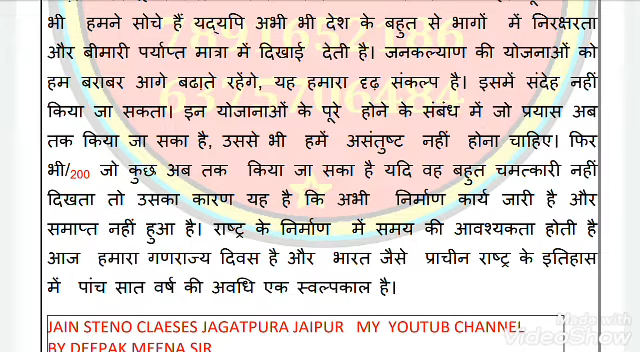 भी हमने सोचे हैं यद्यपि अभी भी देश के बहुत से भागों में निरक्षरता
और बीमारी पर्याप्त मात्रा में दिखाई देती है। जनकल्याण की योजनाओं को
हम बराबर आगे बढाते रहेंगे, यह हमारा दृढ़ संकल्प है। इसमें संदेह नहीं
किया जा सकता। इन योजानाओं के पूरे होने के संबंध में जो प्रयास अब
तक किया जा सका है, उससे भी हमें असंतुष्ट नहीं होना चाहिए। फिर
भी/200 जो कुछ अब तक किया जा सका है यदि वह बहुत चमत्कारी नहीं
दिखता तो उसका कारण यह है कि अभी निर्माण कार्य जारी है और
समाप्त नहीं हुआ है। राष्ट्र के निर्माण में समय की आवश्यकता होती है
आज हमारा गणराज्य दिवस है और भारत जैसे प्राचीन राष्ट्र के इतिहास
में पांच सात वर्ष की अवधि एक स्वल्पकाल है।
JAIN STENO CLAESES JAGATPURA JAIPUR MY YOUTUB CHANNEL
BY DEEPAK MEENA SIR
Made with
VideoShow